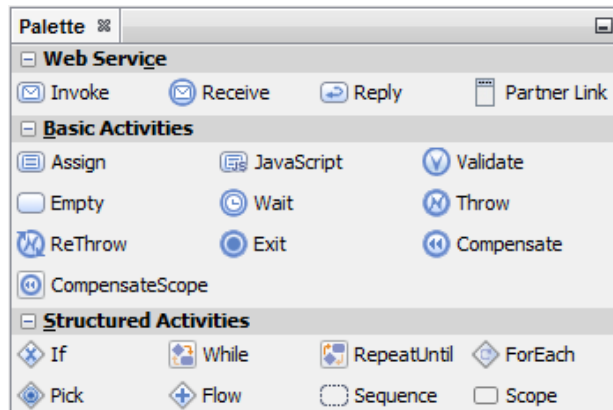 Palette
Web Service
Invoke Receive Reply Partner Link
Basic Activities
Assign JavaScript Validate
Empty Wait Throw
ReThrow Exit Compensate
CompensateScope
Structured Activities
If While RepeatUntil ForEach
Pick Flow Sequence Scope